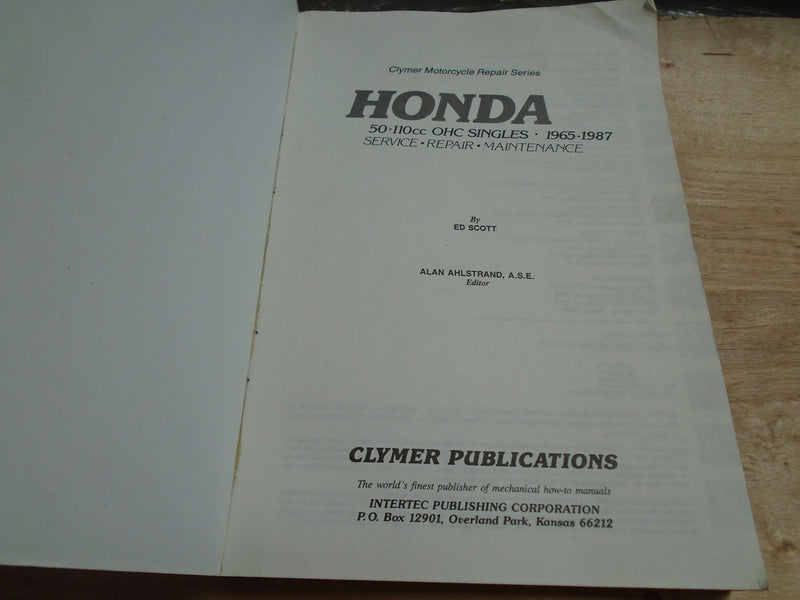 Clymer Motorcycle Repair Series
HONDA
50-110cc OHC SINGLES · 1965-1987
SERVICE • REPAIR • MAINTENANCE
By
ED SCOTT
ALAN AHLSTRAND, A.S.E.
Editor
CLYMER PUBLICATIONS
The world's finest publisher of mechanical how-to manuals
INTERTEC PUBLISHING CORPORATION
P.O. Box 12901, Overland Park, Kansas 66212